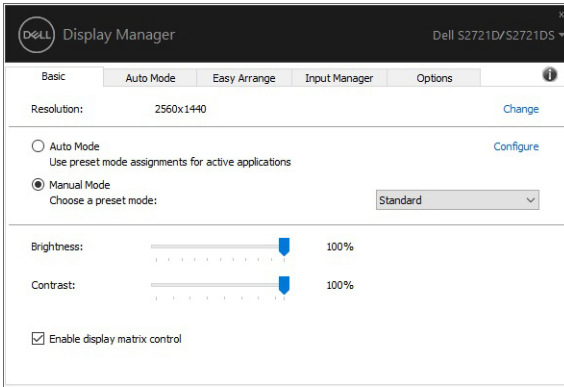 DELL Display Manager
Dell S2721D/S2721DS
Basic Auto Mode Easy Arrange Input Manager Options
Resolution: 2560x1440 Change
Auto Mode Configure
Use preset mode assignments for active applications
Manual Mode
Choose a preset mode: Standard
Brightness: 100%
Contrast: 100%
Enable display matrix control